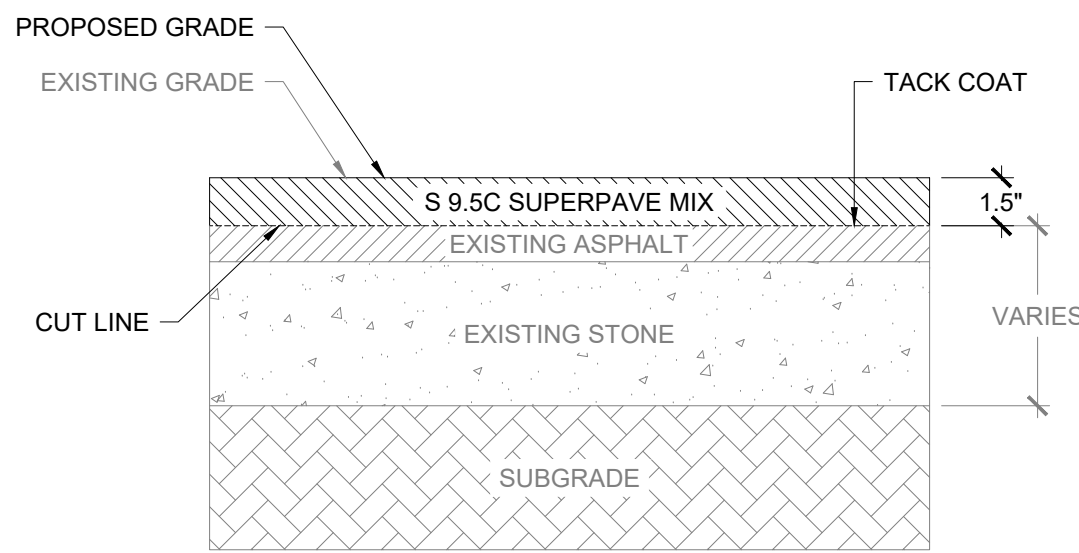 PROPOSED GRADE
EXISTING GRADE
TACK COAT
S 9.5C SUPERPAVE MIX
1.5"
EXISTING ASPHALT
CUT LINE
EXISTING STONE
VARIES
SUBGRADE